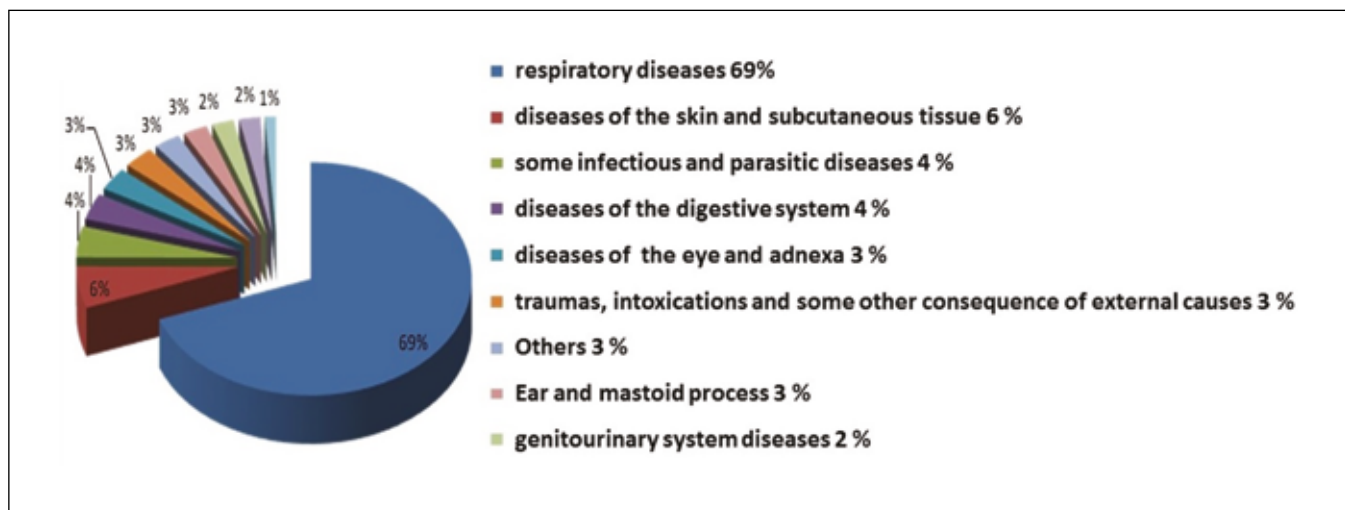 3%
2%
2%
1%
3%
3%
3%
4%
4%
6%
69%
respiratory diseases 69%
diseases of the skin and subcutaneous tissue 6 %
some infectious and parasitic diseases 4 %
diseases of the digestive system 4 %
diseases of the eye and adnexa 3 %
traumas, intoxications and some other consequence of external causes 3 %
Others 3 %
Ear and mastoid process 3 %
genitourinary system diseases 2 %